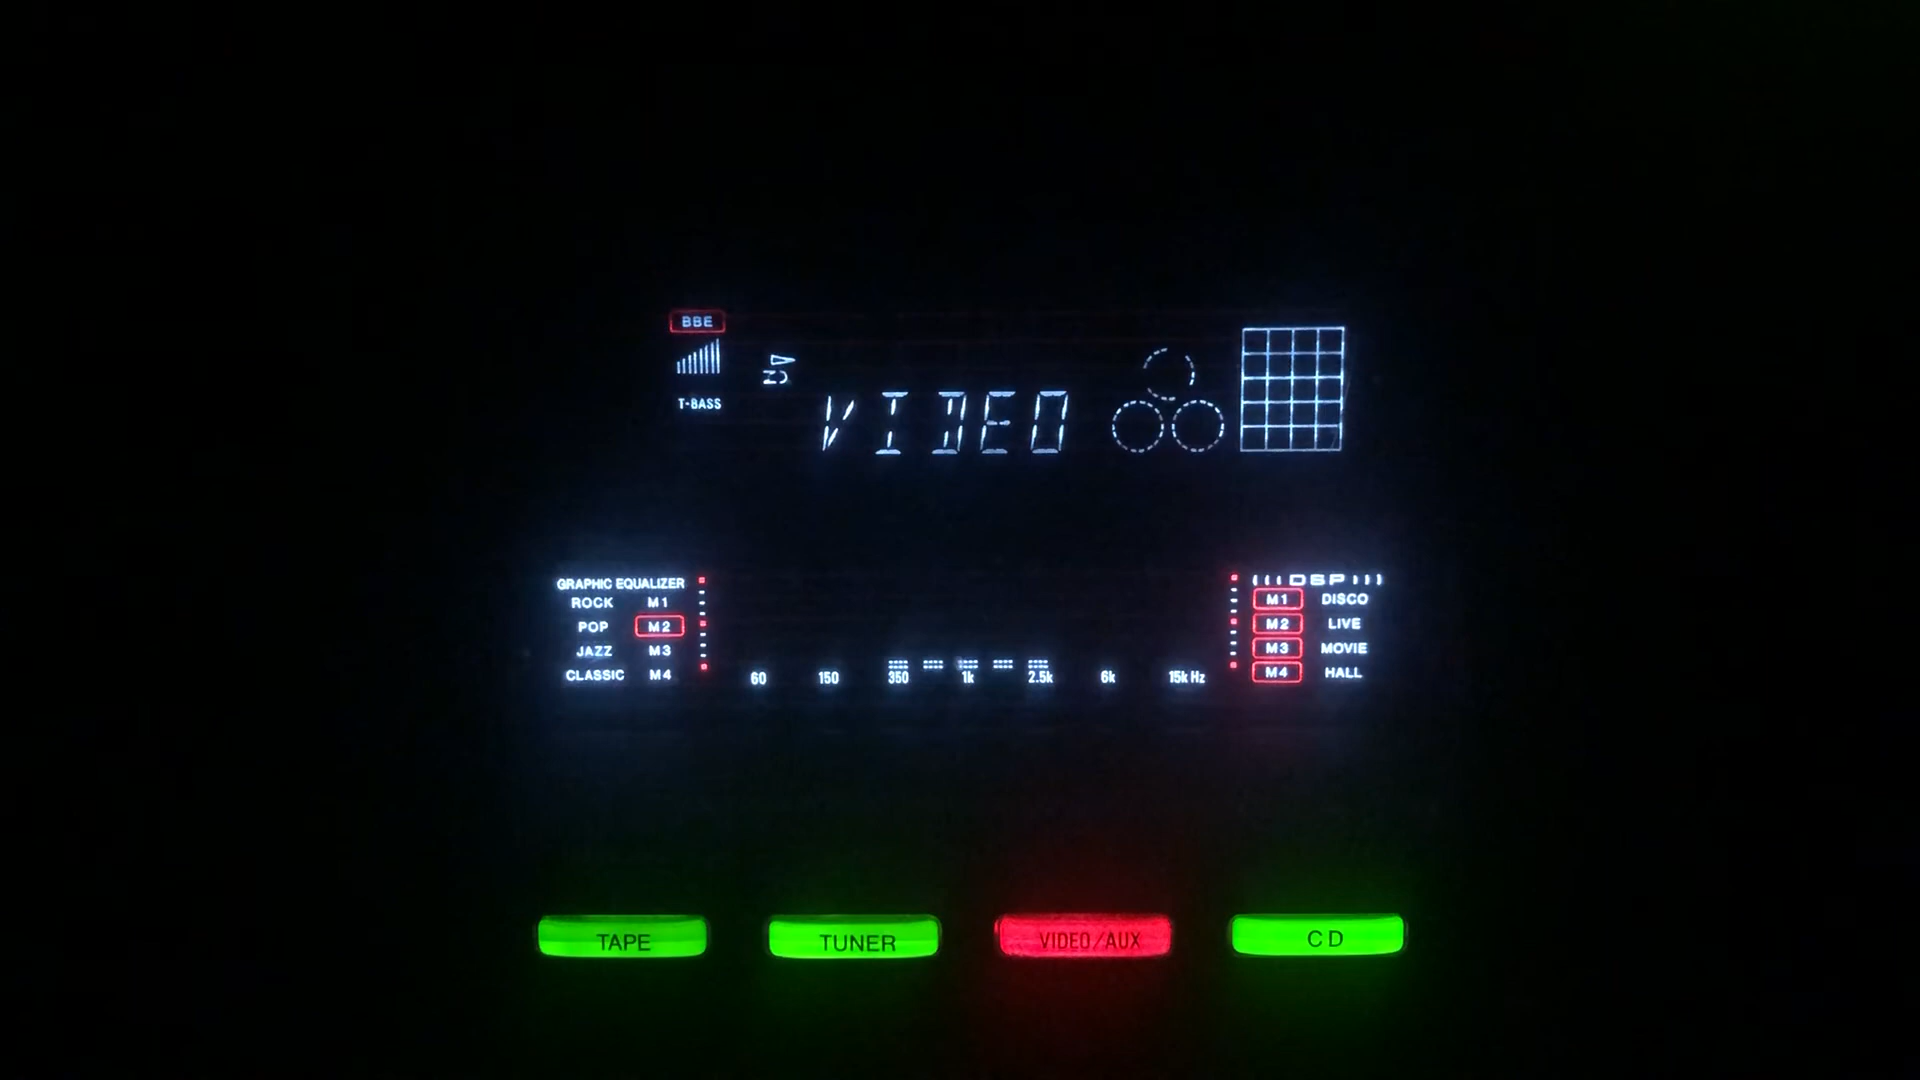 BBE
T-BASS
VIDEO
GRAPHIC EQUALIZER
ROCK M1
POP M2
JAZZ M3
CLASSIC M4
60 150 350 1k 2.5k 6k 15k Hz
DSP
M1 DISCO
M2 LIVE
M3 MOVIE
M4 HALL
TAPE TUNER VIDEO/AUX CD